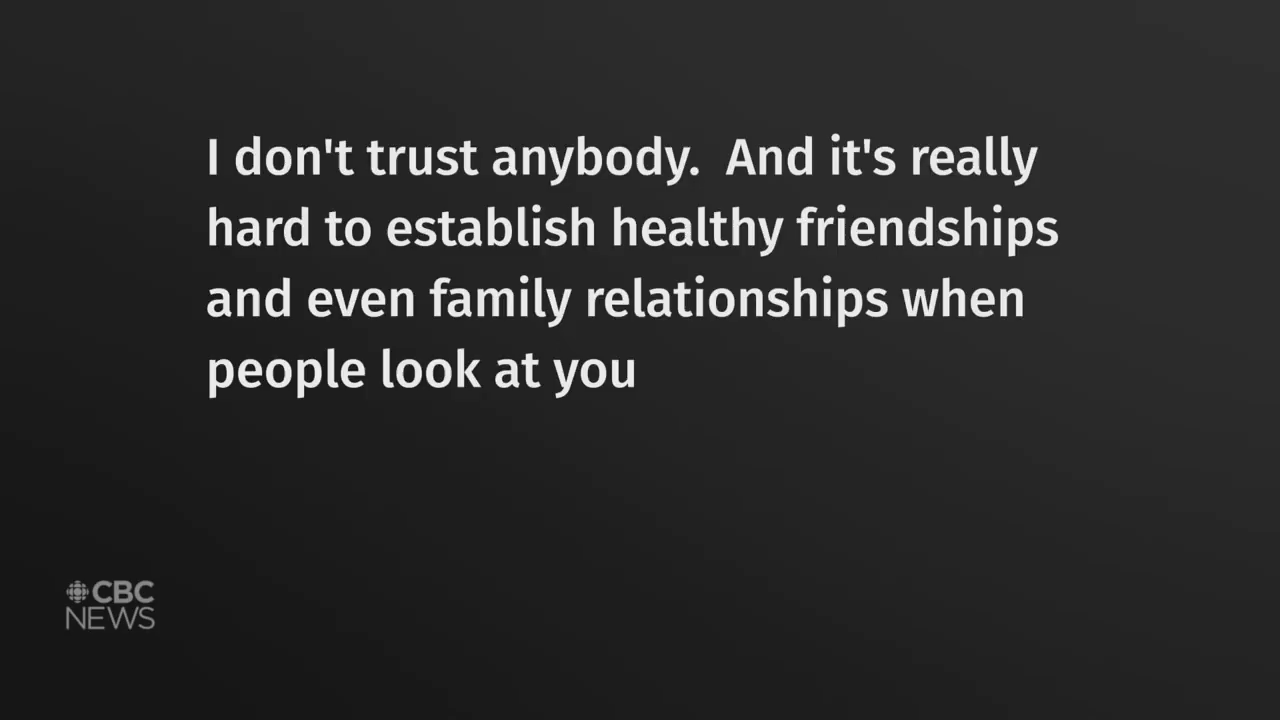 I don't trust anybody.  And it's really
hard to establish healthy friendships
and even family relationships when
people look at you
CBC
NEWS